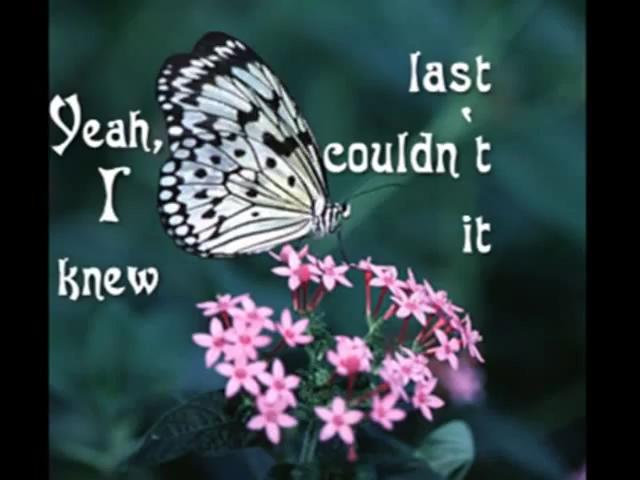 Yeah,
I
knew
last
couldn't
it